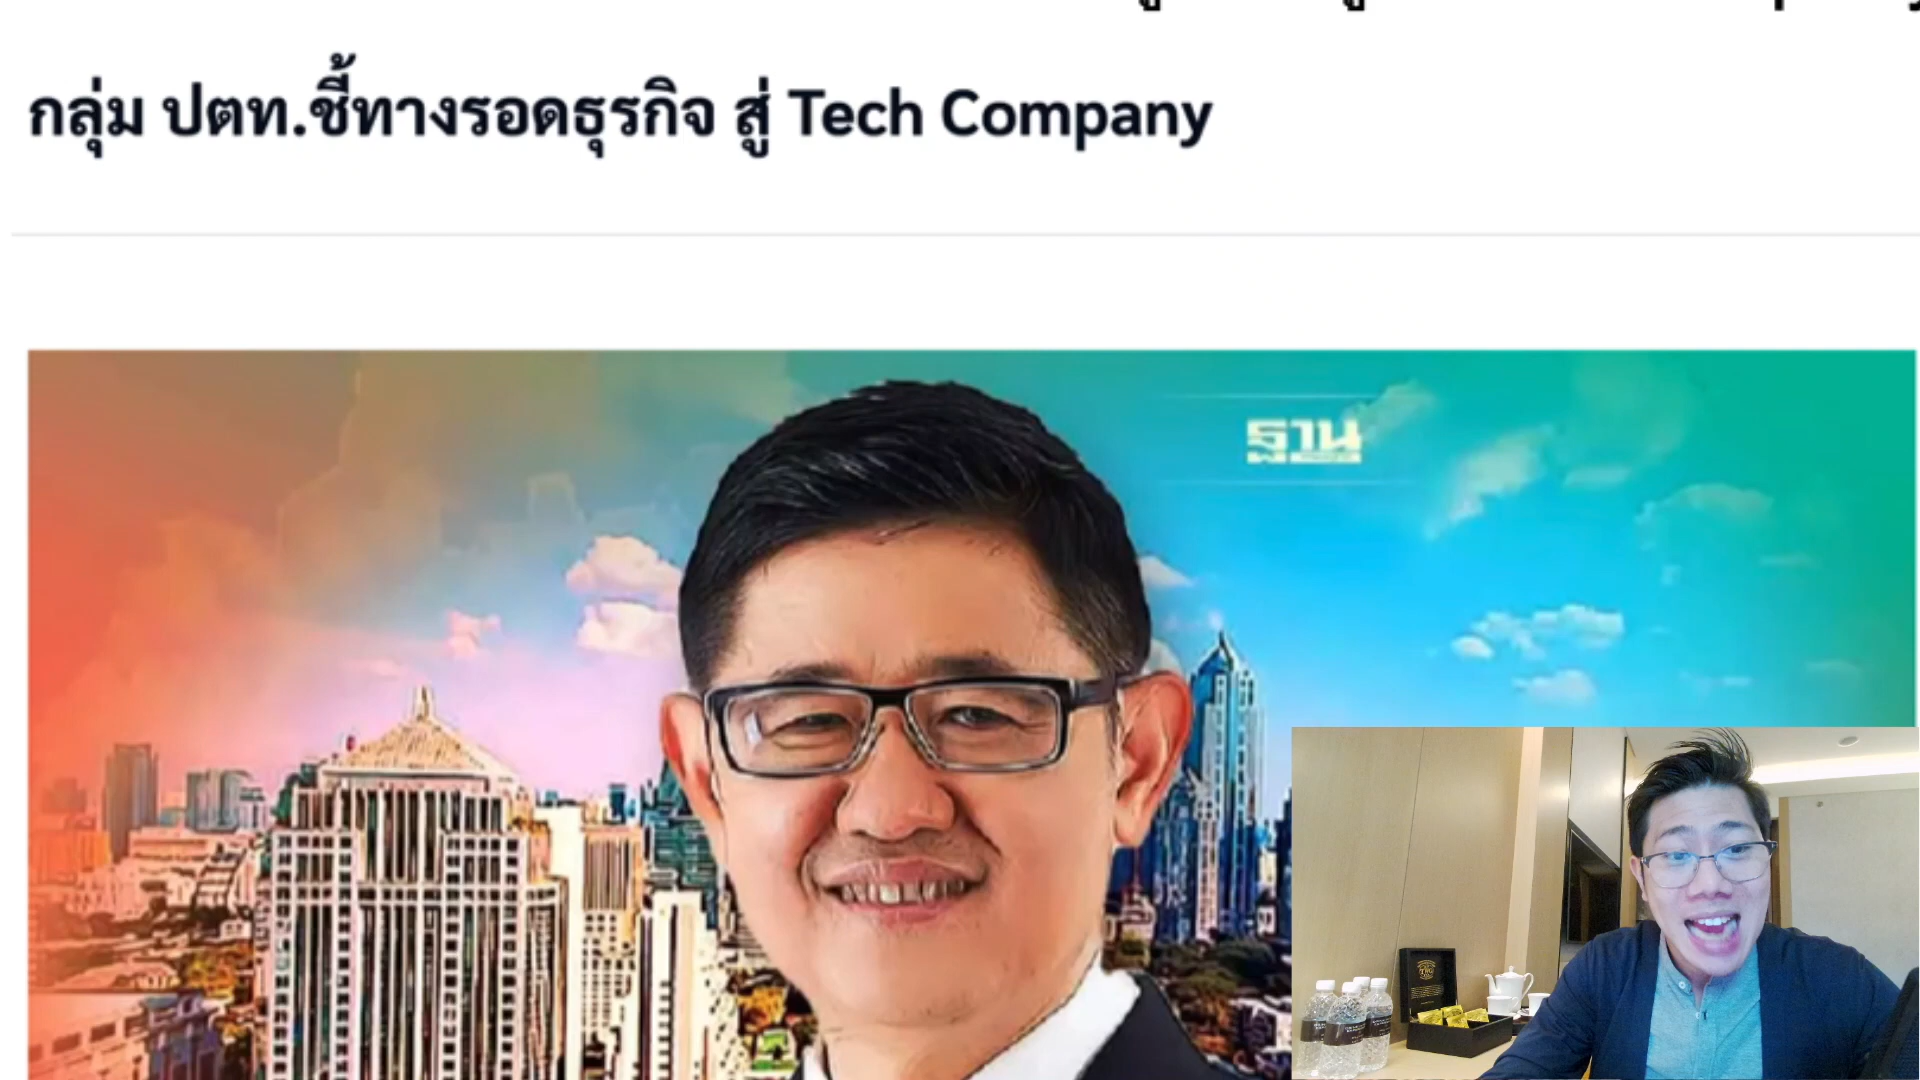 กลุ่ม ปตท.ชี้ทางรอดธุรกิจ สู่ Tech Company
ฐาน
TWG